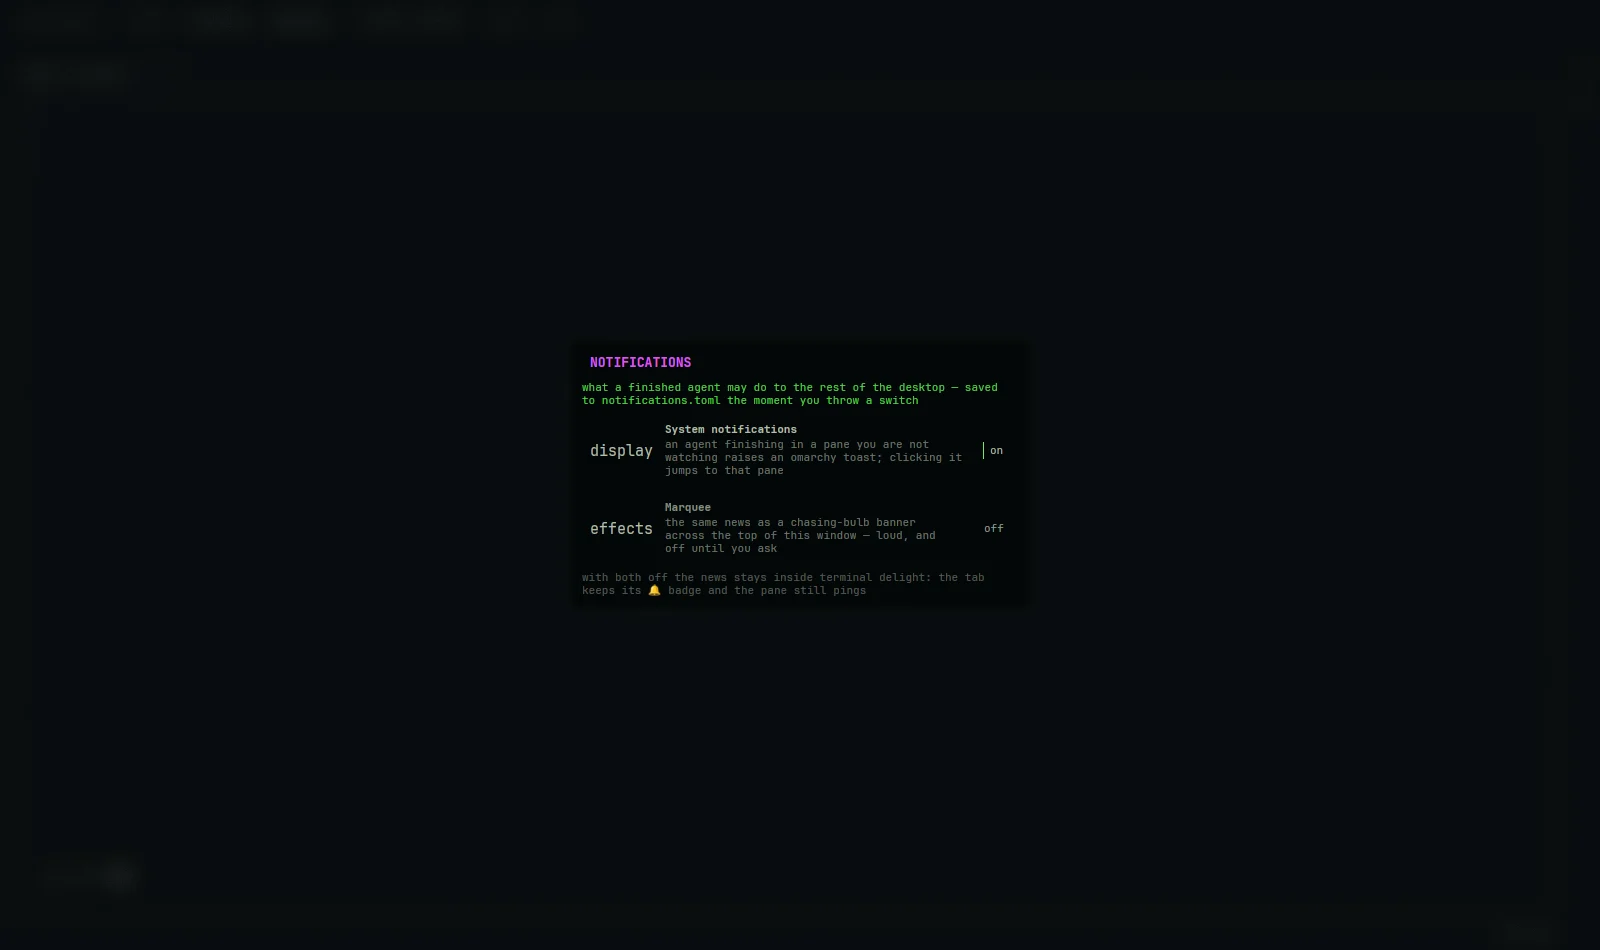 NOTIFICATIONS
what a finished agent may do to the rest of the desktop — saved
to notifications.toml the moment you throw a switch
System notifications
display
an agent finishing in a pane you are not
watching raises an omarchy toast; clicking it
jumps to that pane
on
Marquee
effects
the same news as a chasing-bulb banner
across the top of this window — loud, and
off until you ask
off
with both off the news stays inside terminal delight: the tab
keeps its 🔔 badge and the pane still pings